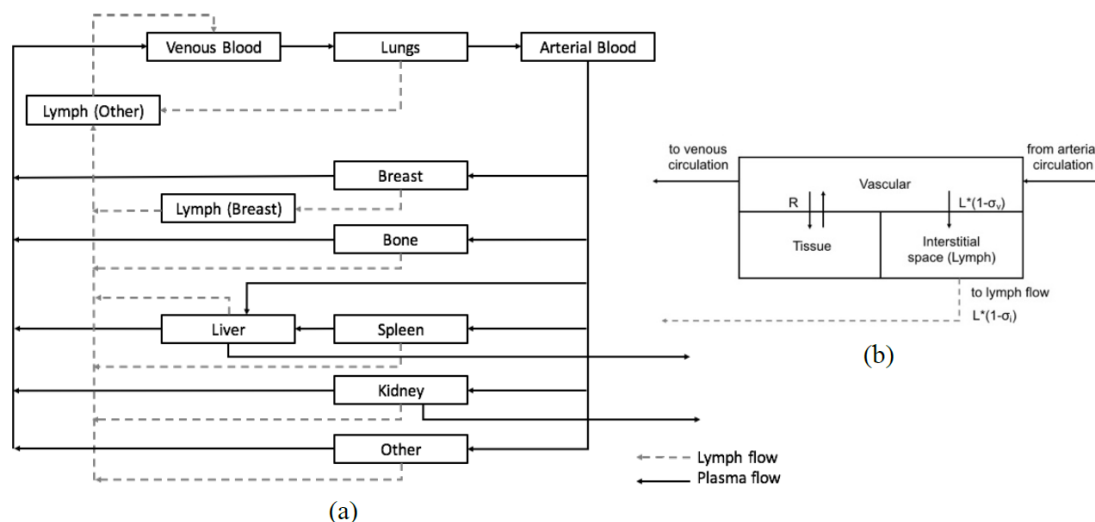 Venous Blood
Lungs
Arterial Blood
Lymph (Other)
Breast
Lymph (Breast)
Bone
Liver
Spleen
Kidney
Other
Lymph flow
Plasma flow
(a)
to venous
circulation
from arterial
circulation
Vascular
R
L*(1-σᵥ)
Tissue
Interstitial
space (Lymph)
to lymph flow
L*(1-σᵢ)
(b)